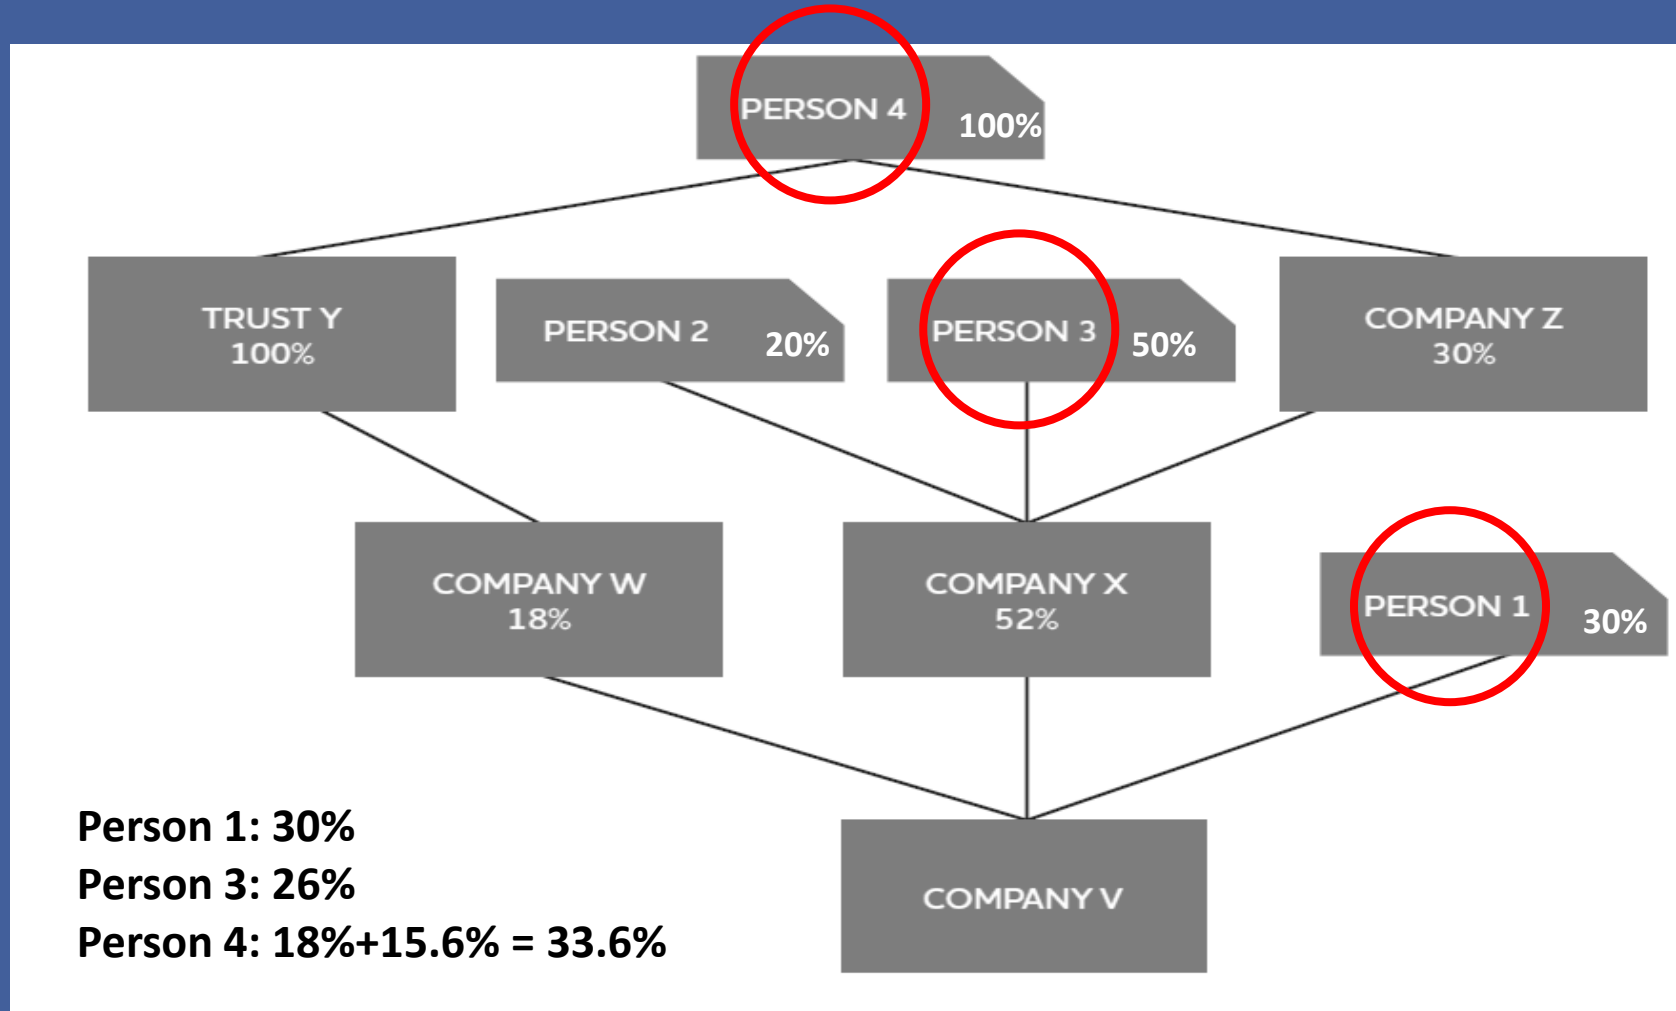 PERSON 4
100%
TRUST Y
100%
PERSON 2
20%
PERSON 3
50%
COMPANY Z
30%
COMPANY W
18%
COMPANY X
52%
PERSON 1
30%
Person 1: 30%
Person 3: 26%
Person 4: 18%+15.6% = 33.6%
COMPANY V